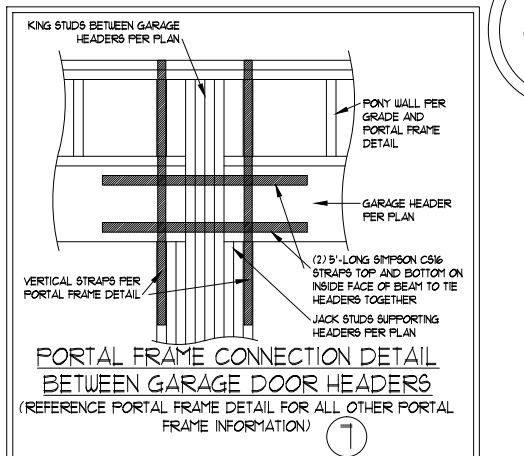 KING STUDS BETWEEN GARAGE
HEADERS PER PLAN
PONY WALL PER
GRADE AND
PORTAL FRAME
DETAIL
GARAGE HEADER
PER PLAN
(2) 5'-LONG SIMPSON CS16
STRAPS TOP AND BOTTOM ON
INSIDE FACE OF BEAM TO TIE
HEADERS TOGETHER
VERTICAL STRAPS PER
PORTAL FRAME DETAIL
JACK STUDS SUPPORTING
HEADERS PER PLAN
PORTAL FRAME CONNECTION DETAIL
BETWEEN GARAGE DOOR HEADERS
(REFERENCE PORTAL FRAME DETAIL FOR ALL OTHER PORTAL
FRAME INFORMATION)
7